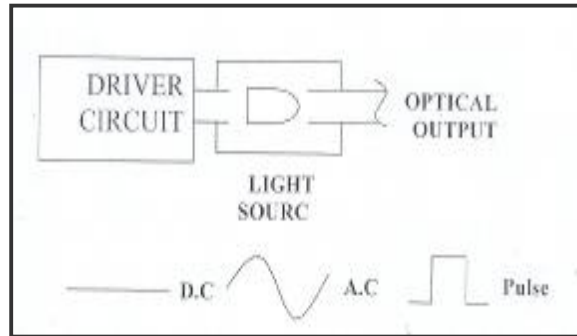 DRIVER
CIRCUIT
OPTICAL
OUTPUT
LIGHT
SOURC
D.C
A.C
Pulse